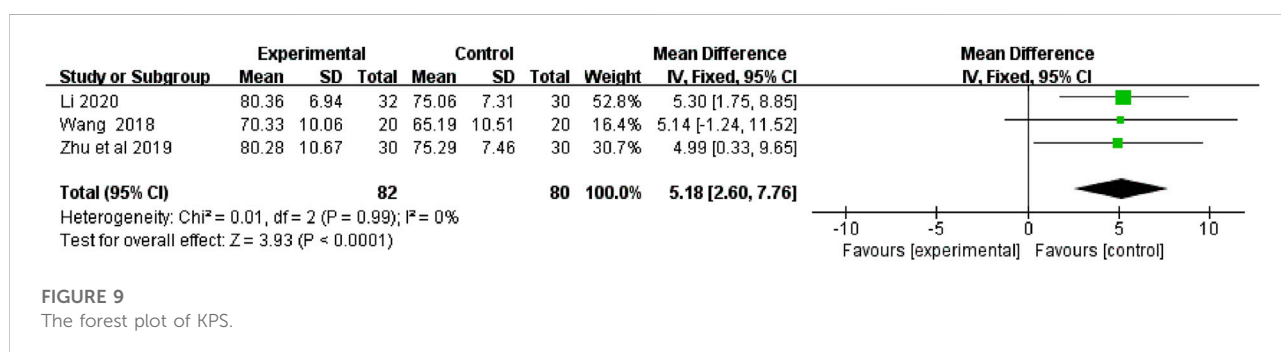 Experimental Control Mean Difference Mean Difference
Study or Subgroup Mean SD Total Mean SD Total Weight IV, Fixed, 95% CI IV, Fixed, 95% CI
Li 2020 80.36 6.94 32 75.06 7.31 30 52.8% 5.30 [1.75, 8.85]
Wang 2018 70.33 10.06 20 65.19 10.51 20 16.4% 5.14 [-1.24, 11.52]
Zhu et al 2019 80.28 10.67 30 75.29 7.46 30 30.7% 4.99 [0.33, 9.65]
Total (95% CI) 82 80 100.0% 5.18 [2.60, 7.76]
Heterogeneity: Chi² = 0.01, df = 2 (P = 0.99); I² = 0%
Test for overall effect: Z = 3.93 (P < 0.0001)
-10 -5 0 5 10
Favours [experimental] Favours [control]
FIGURE 9
The forest plot of KPS.